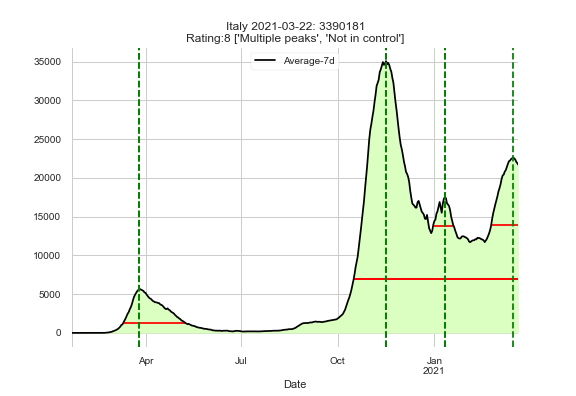 Italy 2021-03-22: 3390181
Rating:8 ['Multiple peaks', 'Not in control']
Average-7d
35000
30000
25000
20000
15000
10000
5000
0
Apr
Jul
Oct
Jan
2021
Date